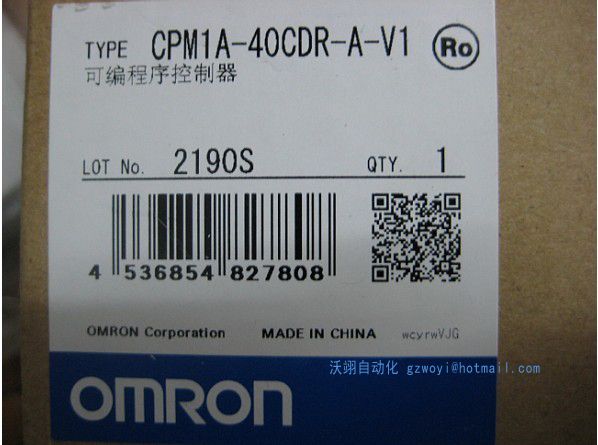 TYPE CPM1A-40CDR-A-V1 Ro
可编程序控制器
LOT No. 2190S QTY. 1
4 536854 827808
OMRON Corporation MADE IN CHINA wcyrwVJG
沃翊自动化 gzwoyi@hotmail.com
OMRON